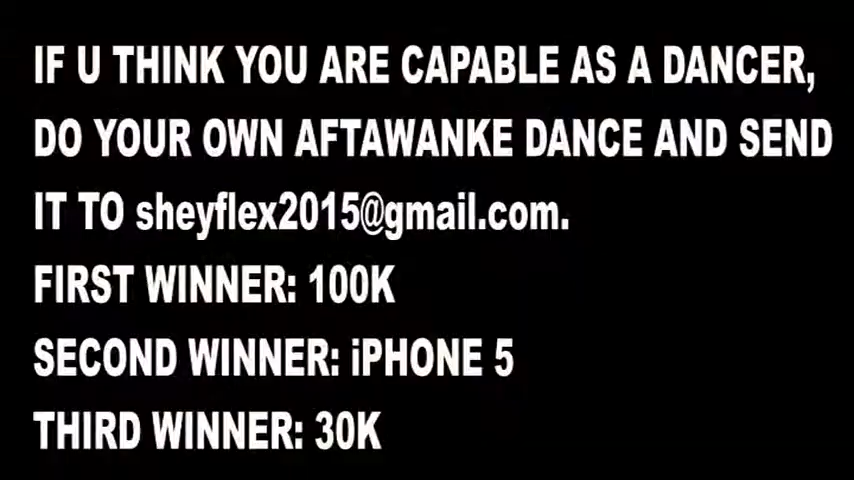 IF U THINK YOU ARE CAPABLE AS A DANCER,
DO YOUR OWN AFTAWANKE DANCE AND SEND
IT TO sheyflex2015@gmail.com.
FIRST WINNER: 100K
SECOND WINNER: iPHONE 5
THIRD WINNER: 30K